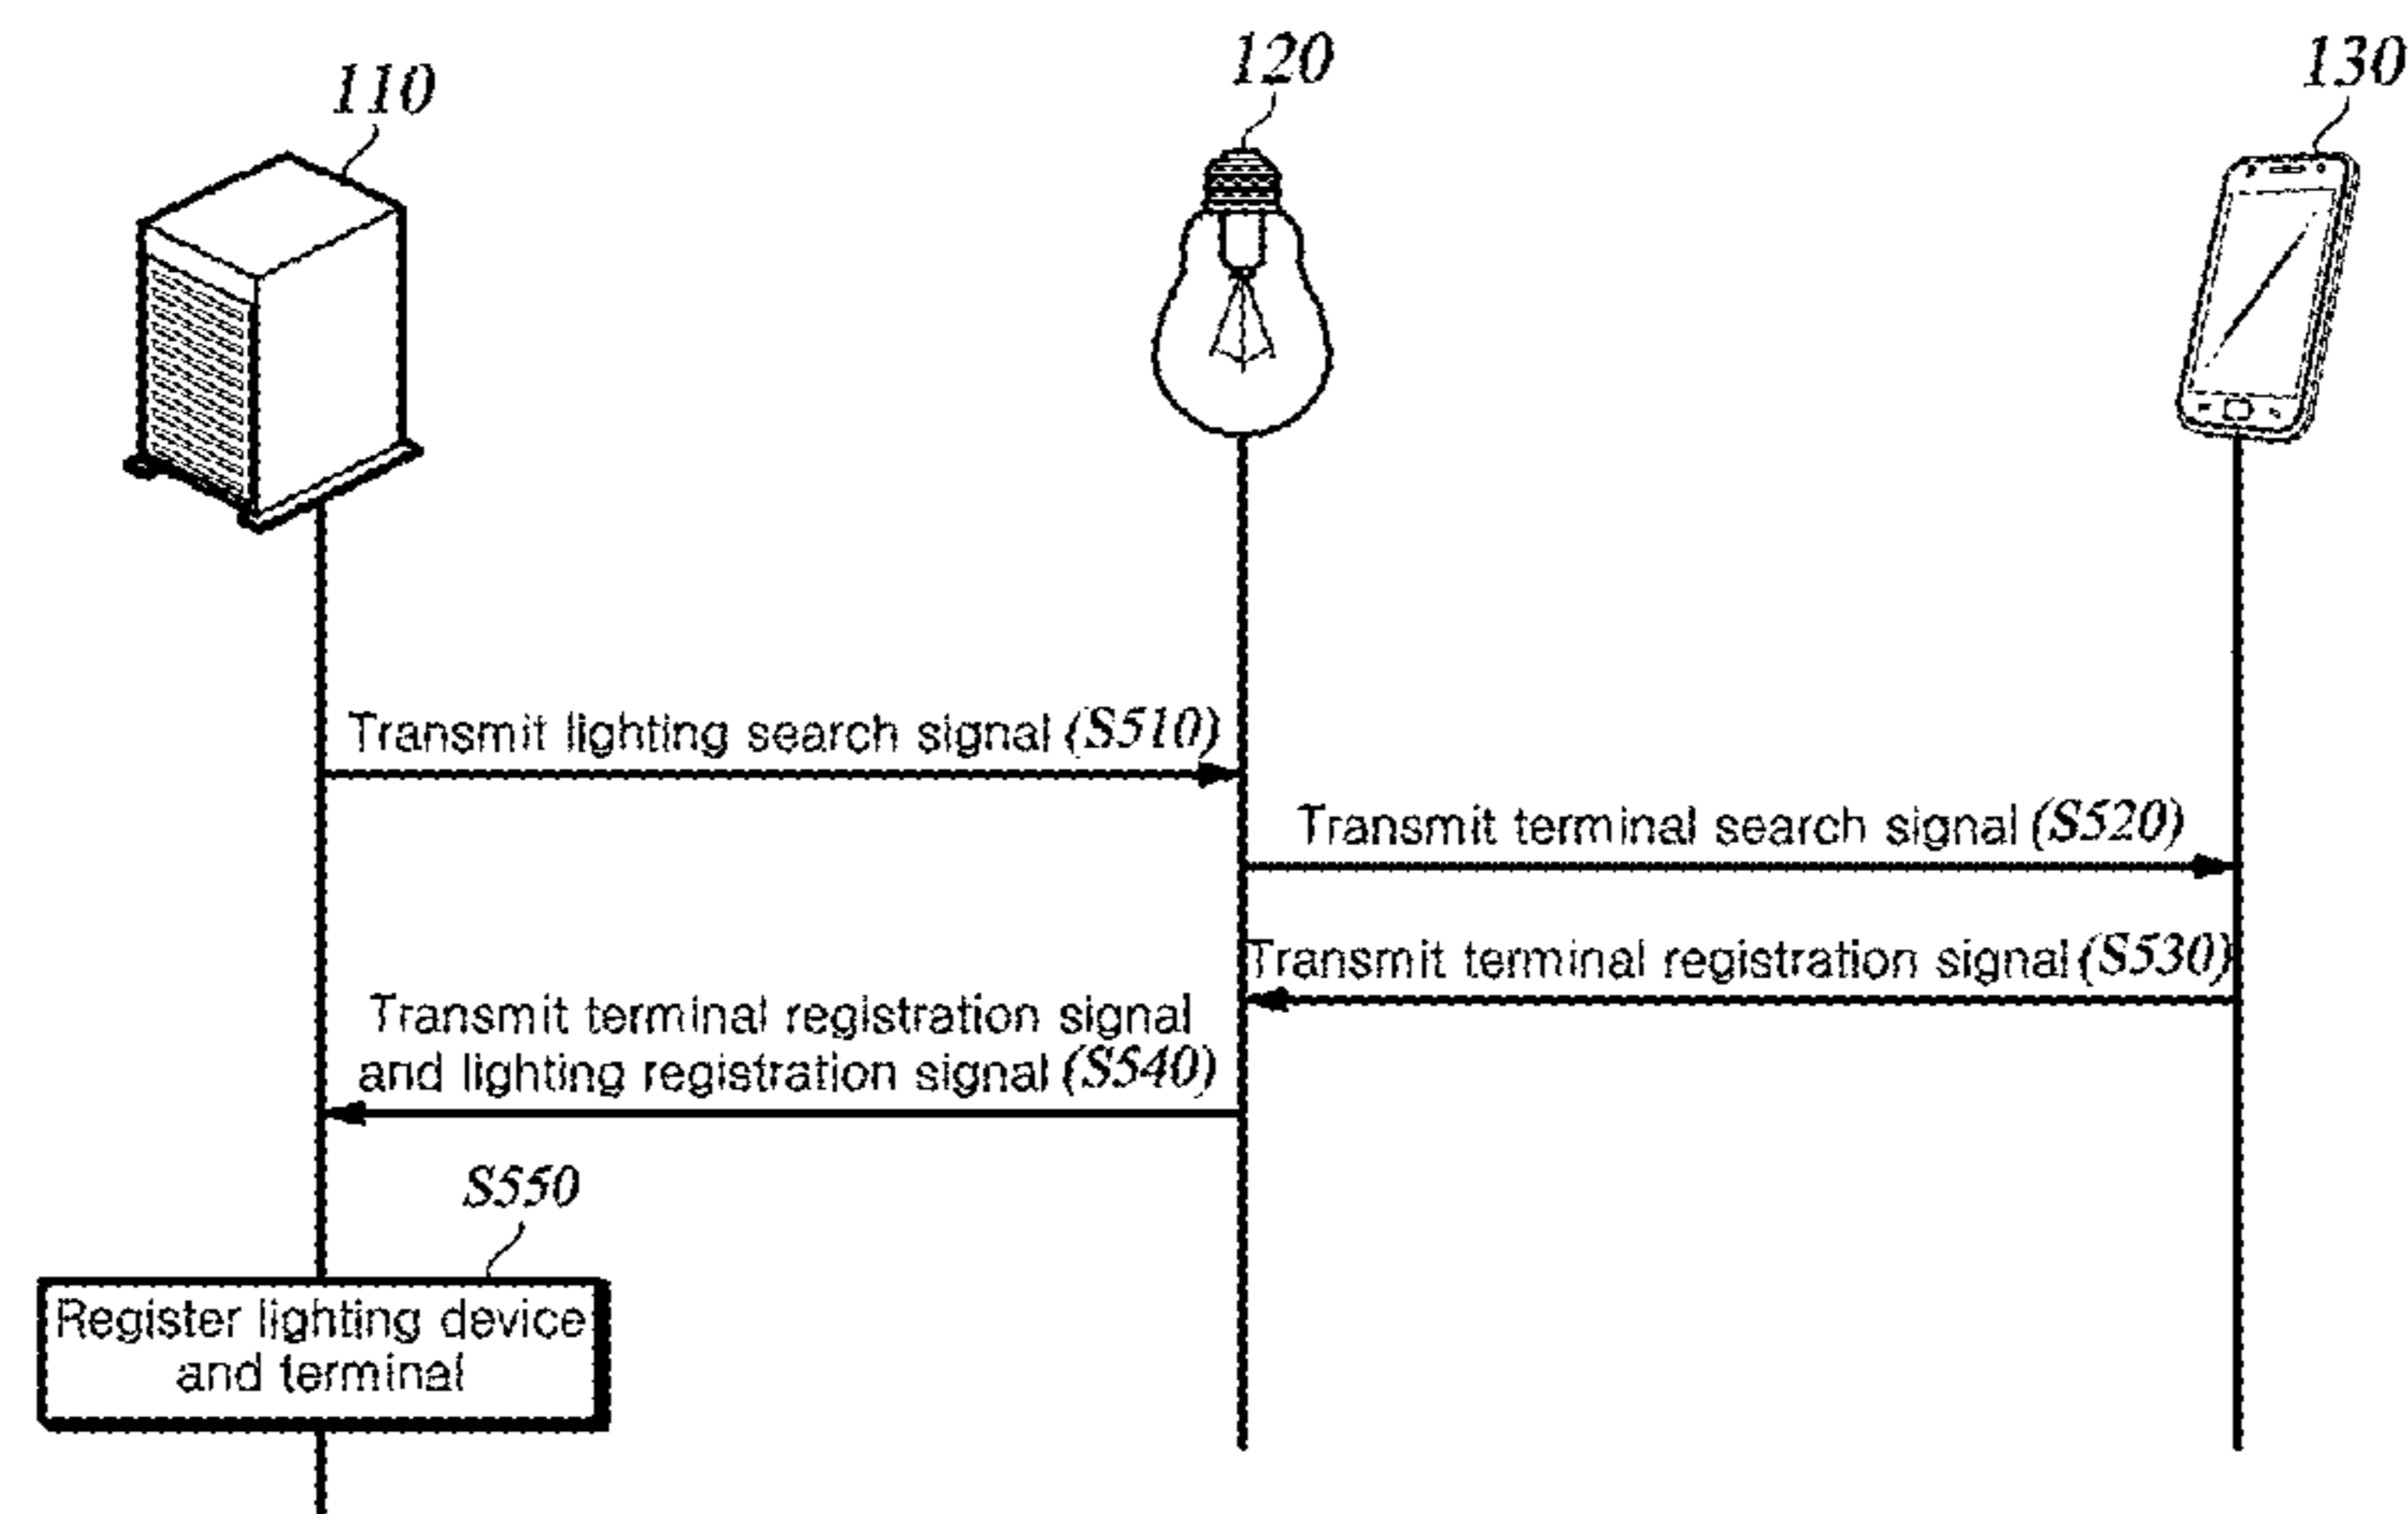 110
120
130
Transmit lighting search signal (S510)
Transmit terminal search signal (S520)
Transmit terminal registration signal (S530)
Transmit terminal registration signal
and lighting registration signal (S540)
S550
Register lighting device
and terminal